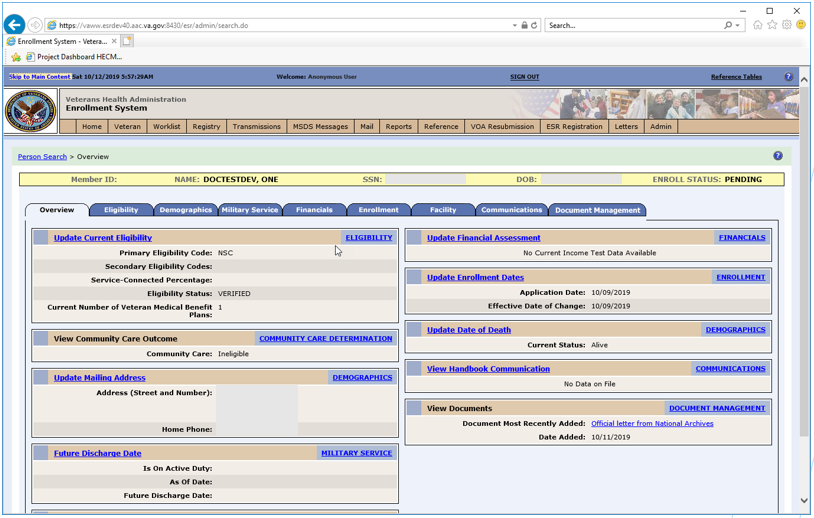 https://vaww.esrdev40.aac.va.gov:8430/esr/admin/search.do
Search...
Enrollment System - Vetera...
Project Dashboard HECM...
Skip to Main Content Sat 10/12/2019 5:57:20AM
Welcome: Anonymous User
SIGN OUT
Reference Tables
Veterans Health Administration
Enrollment System
Home Veteran Worklist Registry Transmissions MSDS Messages Mail Reports Reference VOA Resubmission ESR Registration Letters Admin
Person Search > Overview
Member ID: NAME: DOCTESTDEV, ONE SSN: DOB: ENROLL STATUS: PENDING
Overview Eligibility Demographics Military Service Financials Enrollment Facility Communications Document Management
Update Current Eligibility ELIGIBILITY
Primary Eligibility Code: NSC
Secondary Eligibility Codes:
Service-Connected Percentage:
Eligibility Status: VERIFIED
Current Number of Veteran Medical Benefit 1
Plans:
View Community Care Outcome COMMUNITY CARE DETERMINATION
Community Care: Ineligible
Update Mailing Address DEMOGRAPHICS
Address (Street and Number):
Home Phone:
Future Discharge Date MILITARY SERVICE
Is On Active Duty:
As Of Date:
Future Discharge Date:
Update Financial Assessment FINANCIALS
No Current Income Test Data Available
Update Enrollment Dates ENROLLMENT
Application Date: 10/09/2019
Effective Date of Change: 10/09/2019
Update Date of Death DEMOGRAPHICS
Current Status: Alive
View Handbook Communication COMMUNICATIONS
No Data on File
View Documents DOCUMENT MANAGEMENT
Document Most Recently Added: Official letter from National Archives
Date Added: 10/11/2019